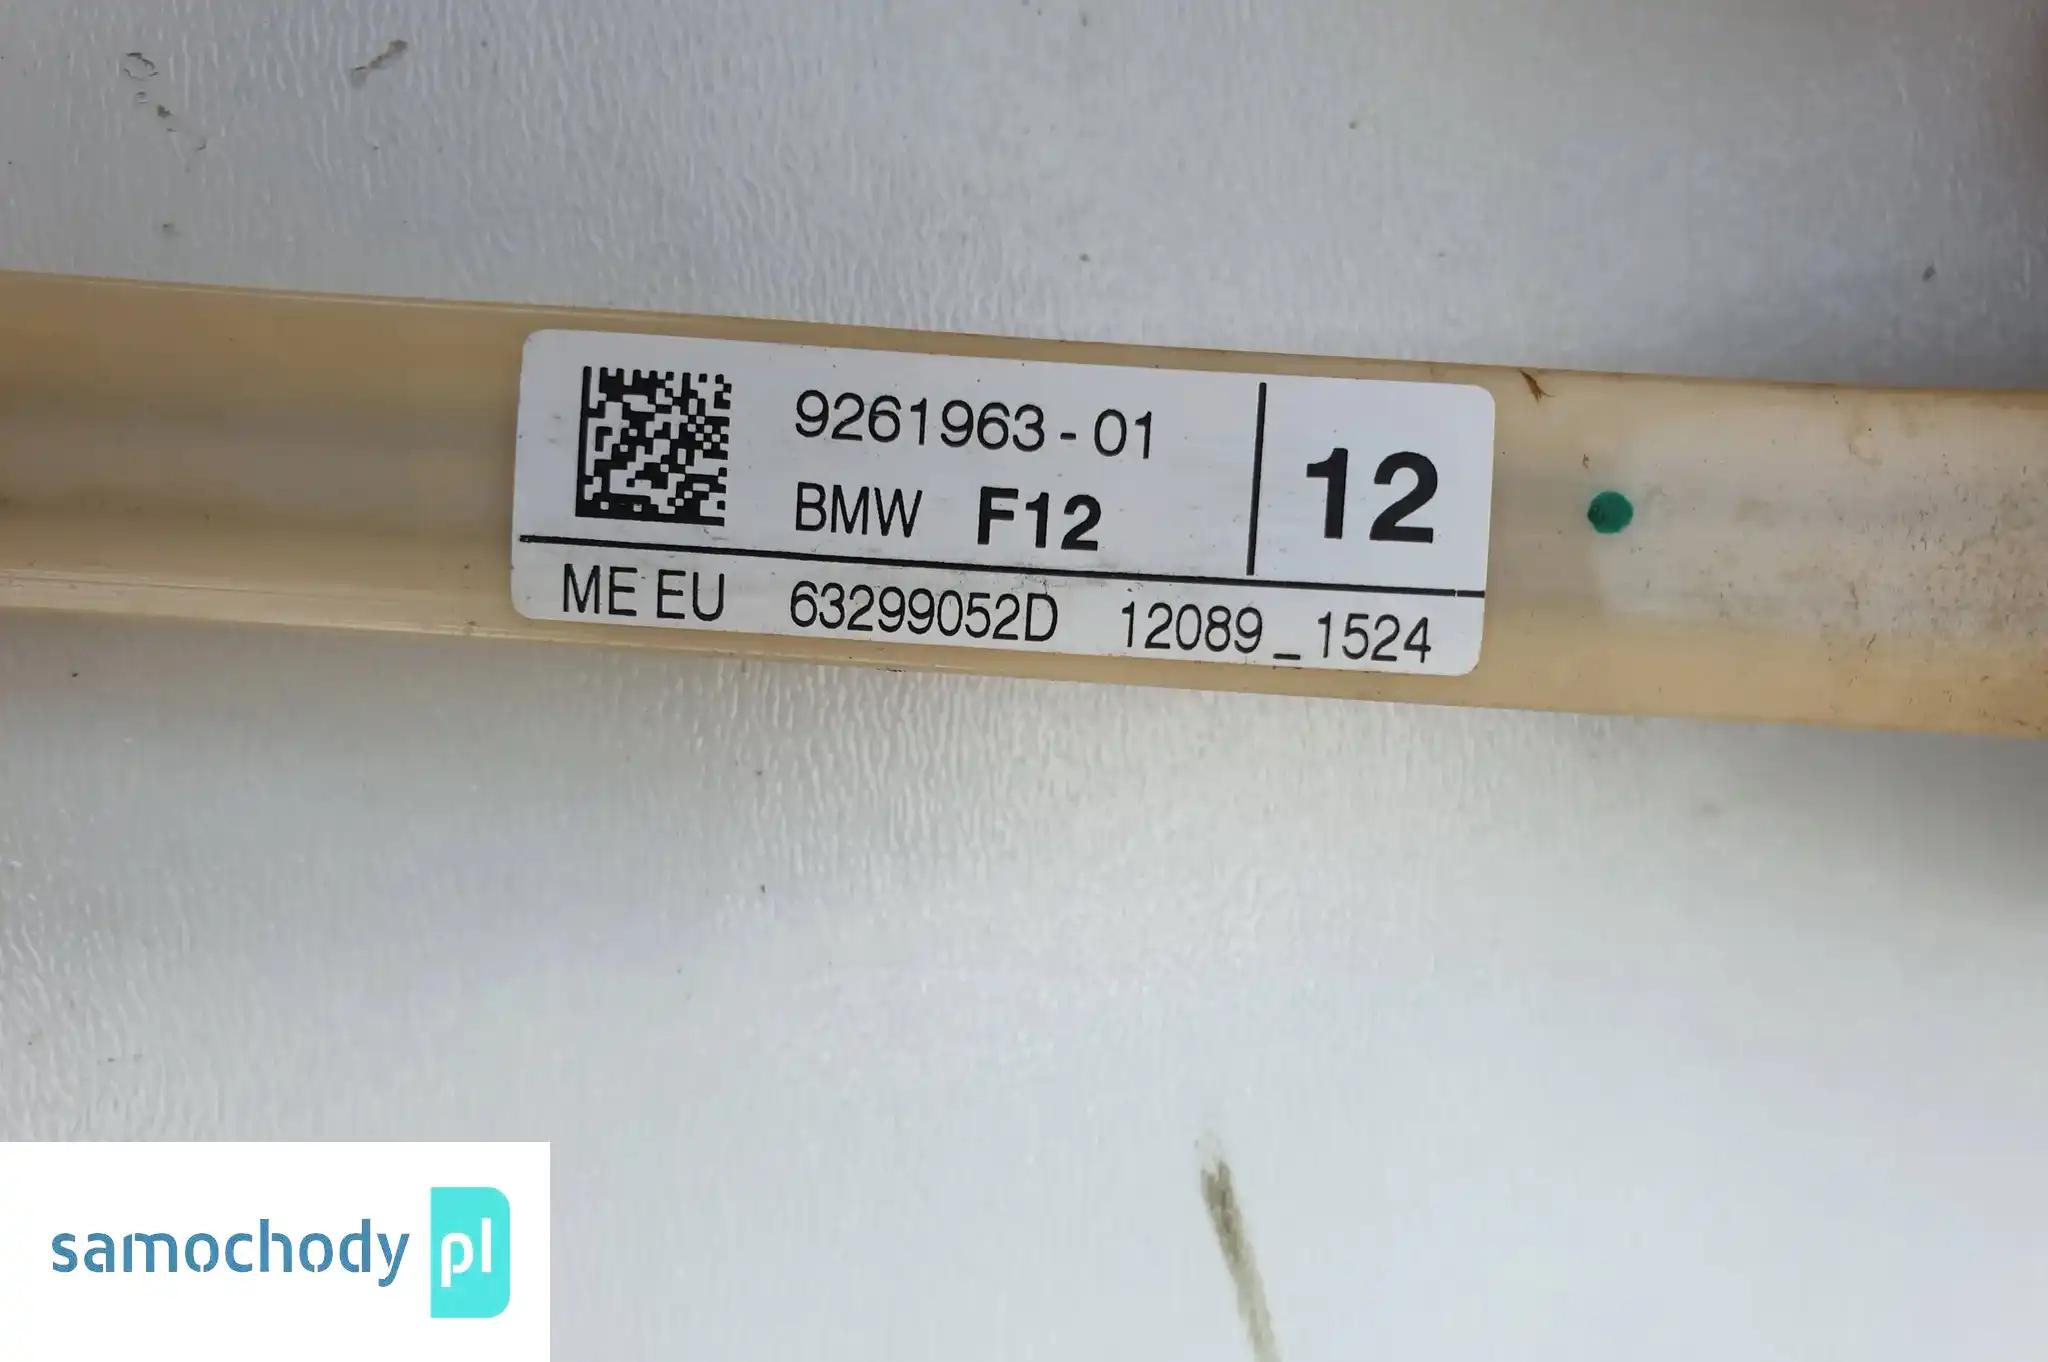 9261963-01
BMW F12
12
ME EU 63299052D 12089_1524
samochody pl